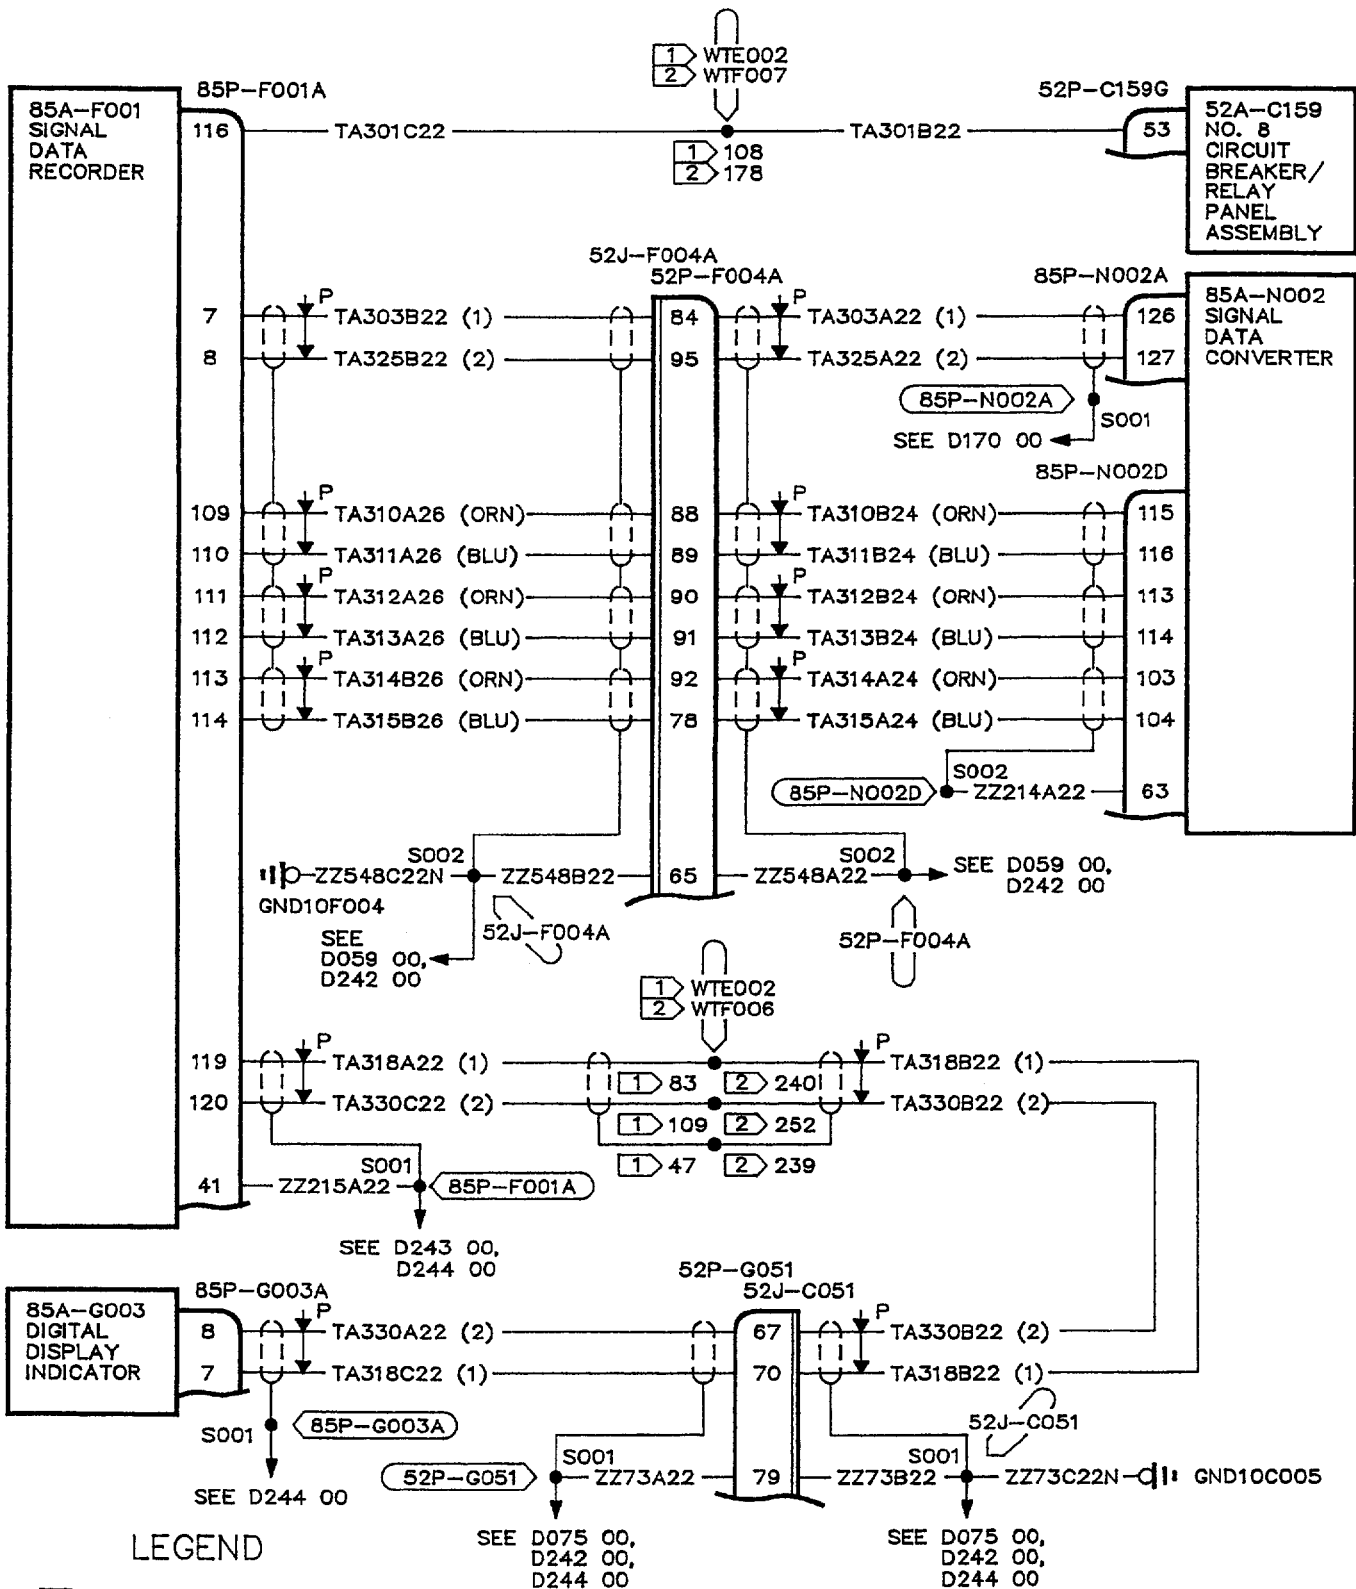 1 WTE002
2 WTF007
85P-F001A
52P-C159G
85A-F001
SIGNAL
DATA
RECORDER
116
TA301C22
TA301B22
53
52A-C159
NO. 8
CIRCUIT
BREAKER/
RELAY
PANEL
ASSEMBLY
1 108
2 178
52J-F004A
52P-F004A
85P-N002A
85A-N002
SIGNAL
DATA
CONVERTER
7 P TA303B22 (1) 84 P TA303A22 (1) 126
8 TA325B22 (2) 95 TA325A22 (2) 127
85P-N002A
S001
SEE D170 00
85P-N002D
109 P TA310A26 (ORN) 88 P TA310B24 (ORN) 115
110 TA311A26 (BLU) 89 TA311B24 (BLU) 116
111 P TA312A26 (ORN) 90 P TA312B24 (ORN) 113
112 TA313A26 (BLU) 91 TA313B24 (BLU) 114
113 P TA314B26 (ORN) 92 P TA314A24 (ORN) 103
114 TA315B26 (BLU) 78 TA315A24 (BLU) 104
S002
85P-N002D ZZ214A22 63
S002 S002
ZZ548C22N ZZ548B22 65 ZZ548A22 SEE D059 00,
D242 00
GND10F004
52J-F004A
52P-F004A
SEE
D059 00,
D242 00
1 WTE002
2 WTF006
119 P TA318A22 (1) P TA318B22 (1)
1 83 2 240
120 TA330C22 (2) TA330B22 (2)
1 109 2 252
1 47 2 239
S001
41 ZZ215A22 85P-F001A
SEE D243 00,
D244 00
52P-G051
52J-C051
85P-G003A
85A-G003
DIGITAL
DISPLAY
INDICATOR
8 P TA330A22 (2) 67 P TA330B22 (2)
7 TA318C22 (1) 70 TA318B22 (1)
S001 85P-G003A
52J-C051
SEE D244 00
S001 S001
52P-G051 ZZ73A22 79 ZZ73B22 ZZ73C22N GND10C005
SEE D075 00,
D242 00,
D244 00
SEE D075 00,
D242 00,
D244 00
LEGEND